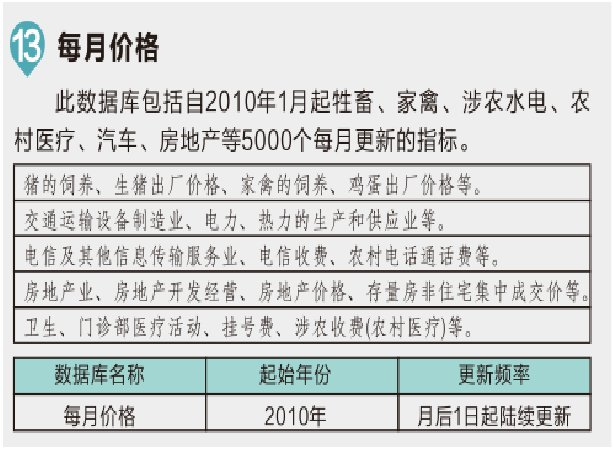 13 每月价格
此数据库包括自2010年1月起牲畜、家禽、涉农水电、农
村医疗、汽车、房地产等5000个每月更新的指标。
猪的饲养、生猪出厂价格、家禽的饲养、鸡蛋出厂价格等。
交通运输设备制造业、电力、热力的生产和供应业等。
电信及其他信息传输服务业、电信收费、农村电话通话费等。
房地产业、房地产开发经营、房地产价格、存量房非住宅集中成交价等。
卫生、门诊部医疗活动、挂号费、涉农收费(农村医疗)等。
数据库名称 起始年份 更新频率
每月价格 2010年 月后1日起陆续更新